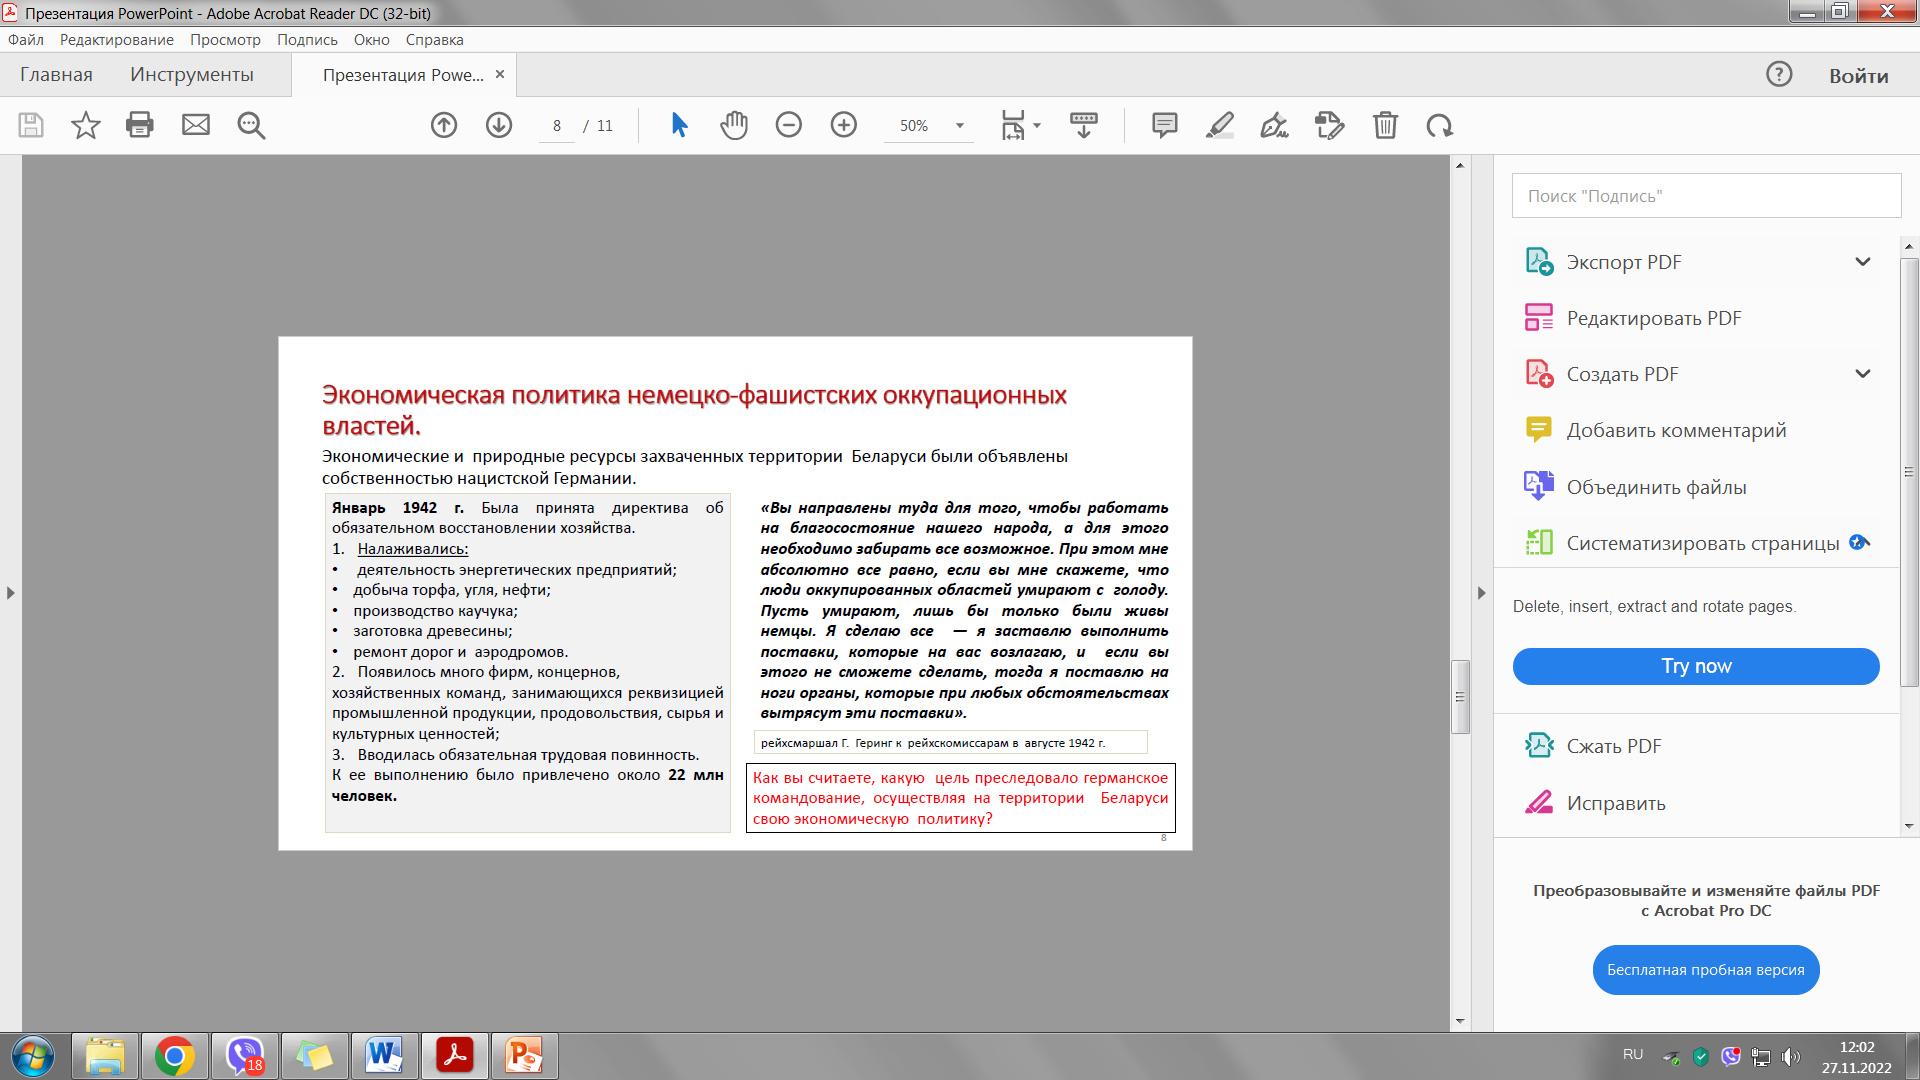 Презентация PowerPoint - Adobe Acrobat Reader DC (32-bit)
Файл Редактирование Просмотр Подпись Окно Справка
Главная Инструменты Презентация Powe... × Войти
8 / 11 50%
Поиск "Подпись"
Экспорт PDF
Редактировать PDF
Создать PDF
Добавить комментарий
Объединить файлы
Систематизировать страницы
Delete, insert, extract and rotate pages.
Try now
Сжать PDF
Исправить
Преобразовывайте и изменяйте файлы PDF
с Acrobat Pro DC
Бесплатная пробная версия
Экономическая политика немецко-фашистских оккупационных
властей.
Экономические и природные ресурсы захваченных территории Беларуси были объявлены
собственностью нацистской Германии.
Январь 1942 г. Была принята директива об
обязательном восстановлении хозяйства.
1. Налаживались:
• деятельность энергетических предприятий;
• добыча торфа, угля, нефти;
• производство каучука;
• заготовка древесины;
• ремонт дорог и аэродромов.
2. Появилось много фирм, концернов,
хозяйственных команд, занимающихся реквизицией
промышленной продукции, продовольствия, сырья и
культурных ценностей;
3. Вводилась обязательная трудовая повинность.
К ее выполнению было привлечено около 22 млн
человек.
«Вы направлены туда для того, чтобы работать
на благосостояние нашего народа, а для этого
необходимо забирать все возможное. При этом мне
абсолютно все равно, если вы мне скажете, что
люди оккупированных областей умирают с голоду.
Пусть умирают, лишь бы только были живы
немцы. Я сделаю все — я заставлю выполнить
поставки, которые на вас возлагаю, и если вы
этого не сможете сделать, тогда я поставлю на
ноги органы, которые при любых обстоятельствах
вытрясут эти поставки».
рейхсмаршал Г. Геринг к рейхскомиссарам в августе 1942 г.
Как вы считаете, какую цель преследовало германское
командование, осуществляя на территории Беларуси
свою экономическую политику?
8
18
RU
12:02
27.11.2022